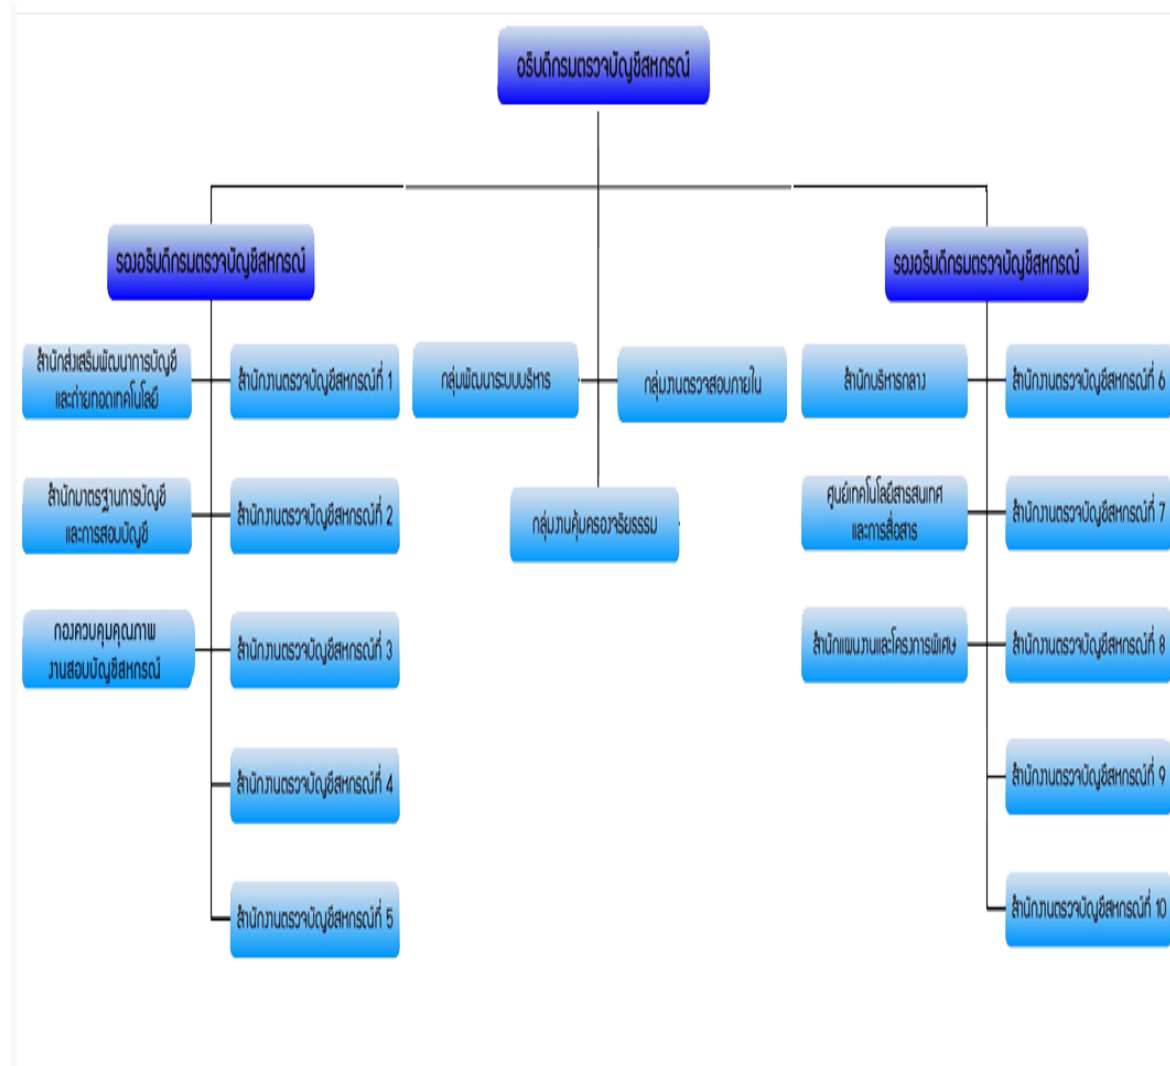 อธิบดีกรมตรวจบัญชีสหกรณ์
รองอธิบดีกรมตรวจบัญชีสหกรณ์
รองอธิบดีกรมตรวจบัญชีสหกรณ์
สำนักส่งเสริมพัฒนาการบัญชี
และถ่ายทอดเทคโนโลยี
สำนักงานตรวจบัญชีสหกรณ์ที่ 1
กลุ่มพัฒนาระบบบริหาร
กลุ่มงานตรวจสอบภายใน
สำนักบริหารกลาง
สำนักงานตรวจบัญชีสหกรณ์ที่ 6
สำนักมาตรฐานการบัญชี
และการสอบบัญชี
สำนักงานตรวจบัญชีสหกรณ์ที่ 2
กลุ่มงานคุ้มครองจริยธรรม
ศูนย์เทคโนโลยีสารสนเทศ
และการสื่อสาร
สำนักงานตรวจบัญชีสหกรณ์ที่ 7
กองควบคุมคุณภาพ
งานสอบบัญชีสหกรณ์
สำนักงานตรวจบัญชีสหกรณ์ที่ 3
สำนักแผนงานและโครงการพิเศษ
สำนักงานตรวจบัญชีสหกรณ์ที่ 8
สำนักงานตรวจบัญชีสหกรณ์ที่ 4
สำนักงานตรวจบัญชีสหกรณ์ที่ 9
สำนักงานตรวจบัญชีสหกรณ์ที่ 5
สำนักงานตรวจบัญชีสหกรณ์ที่ 10